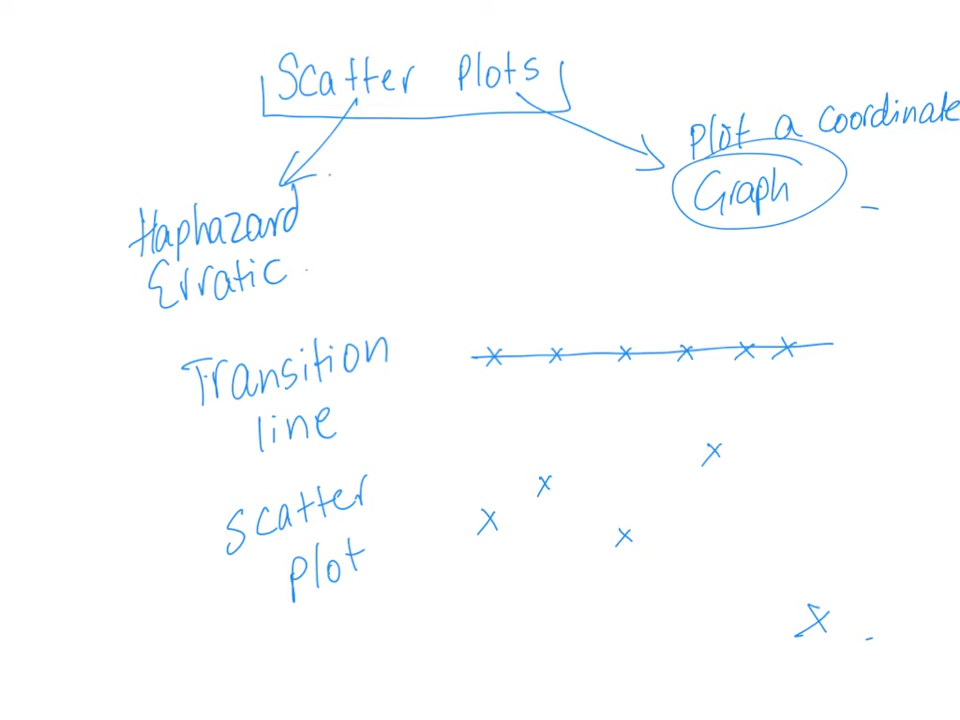 Scatter Plots
Plot a coordinate
Graph
Haphazard
Erratic
Transition
line
Scatter
plot